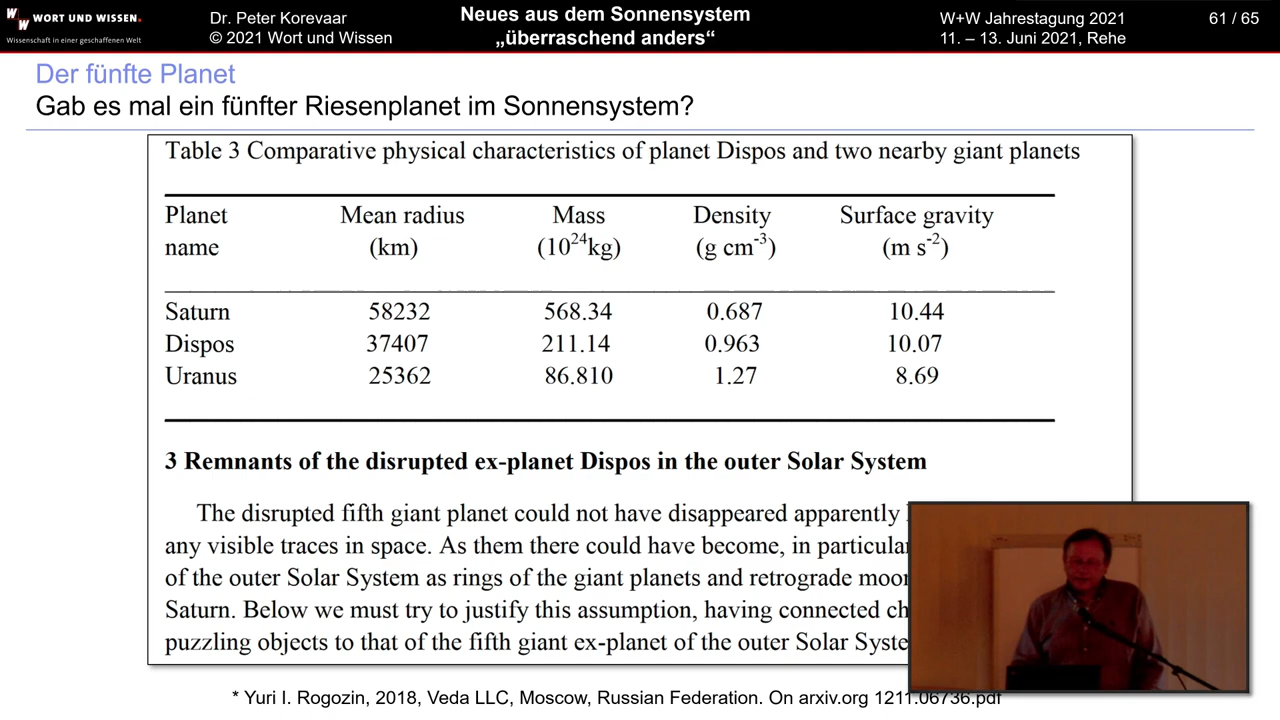 WORT UND WISSEN.
Wissenschaft in einer geschaffenen Welt
Dr. Peter Korevaar
© 2021 Wort und Wissen
Neues aus dem Sonnensystem
„überraschend anders“
W+W Jahrestagung 2021
11. – 13. Juni 2021, Rehe
61 / 65
Der fünfte Planet
Gab es mal ein fünfter Riesenplanet im Sonnensystem?
Table 3 Comparative physical characteristics of planet Dispos and two nearby giant planets
Planet Mean radius Mass Density Surface gravity
name (km) (10²⁴kg) (g cm⁻³) (m s⁻²)
Saturn 58232 568.34 0.687 10.44
Dispos 37407 211.14 0.963 10.07
Uranus 25362 86.810 1.27 8.69
3 Remnants of the disrupted ex-planet Dispos in the outer Solar System
The disrupted fifth giant planet could not have disappeared apparently
any visible traces in space. As them there could have become, in particular
of the outer Solar System as rings of the giant planets and retrograde
Saturn. Below we must try to justify this assumption, having connected
puzzling objects to that of the fifth giant ex-planet of the outer Solar
* Yuri I. Rogozin, 2018, Veda LLC, Moscow, Russian Federation. On arxiv.org 1211.06736.pdf